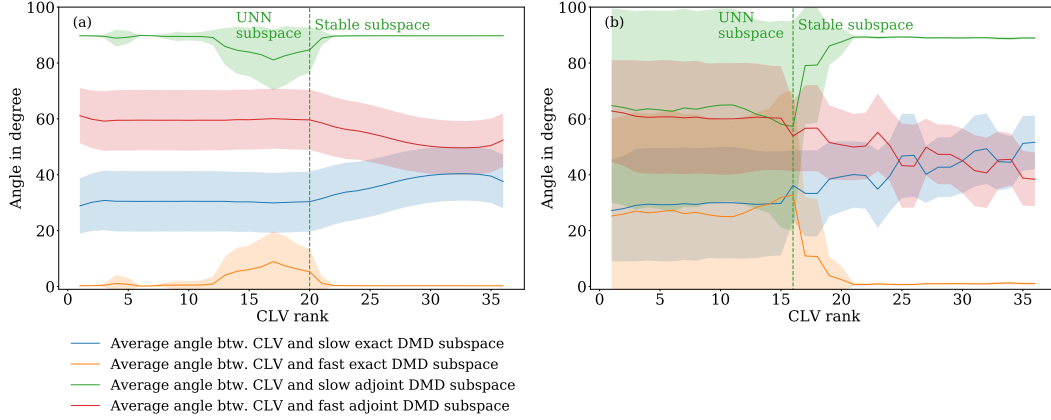 (a)
UNN
subspace
Stable subspace
100
80
60
40
20
0
Angle in degree
0
5
10
15
20
25
30
35
CLV rank
(b)
UNN
subspace
Stable subspace
100
80
60
40
20
0
Angle in degree
0
5
10
15
20
25
30
35
CLV rank
Average angle btw. CLV and slow exact DMD subspace
Average angle btw. CLV and fast exact DMD subspace
Average angle btw. CLV and slow adjoint DMD subspace
Average angle btw. CLV and fast adjoint DMD subspace